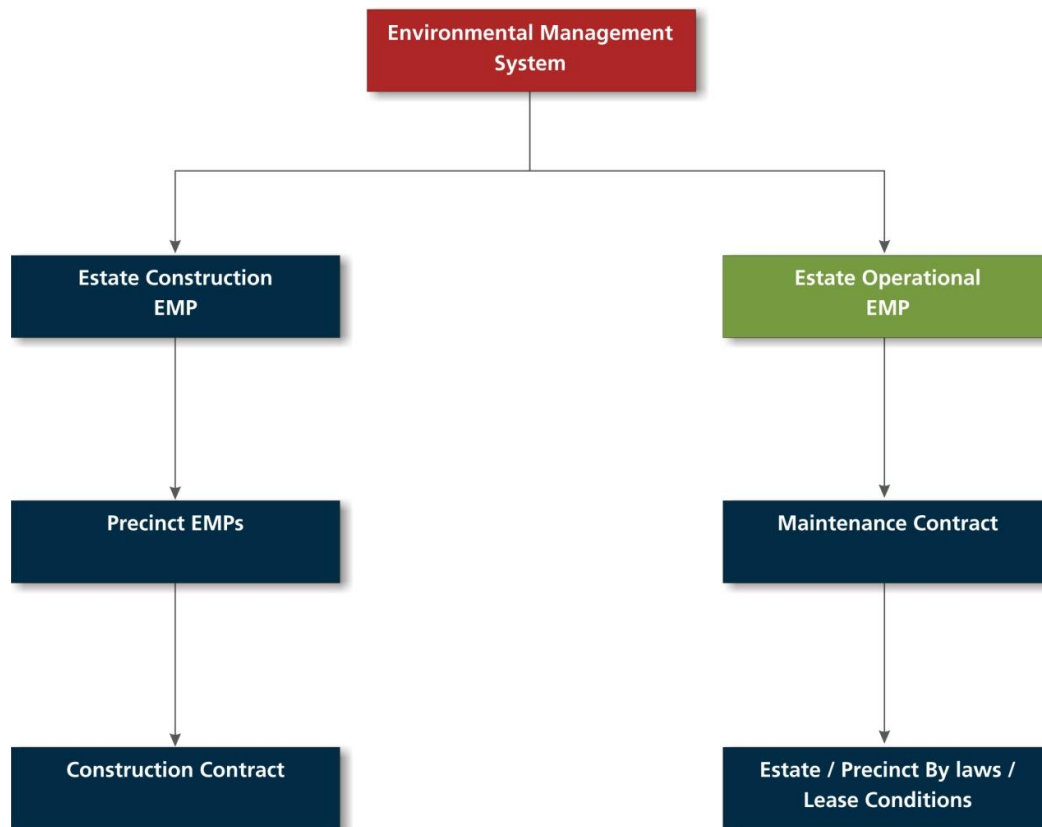 Environmental Management
System
Estate Construction
EMP
Estate Operational
EMP
Precinct EMPs
Maintenance Contract
Construction Contract
Estate / Precinct By laws /
Lease Conditions